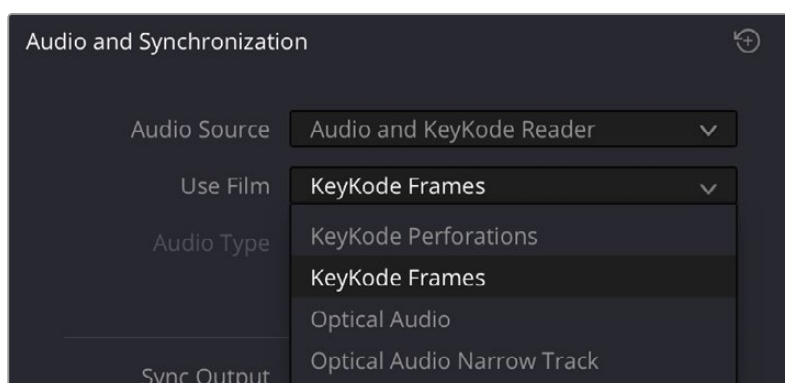 Audio and Synchronization
Audio Source Audio and KeyKode Reader
Use Film KeyKode Frames
Audio Type KeyKode Perforations
KeyKode Frames
Optical Audio
Optical Audio Narrow Track
Sync Output